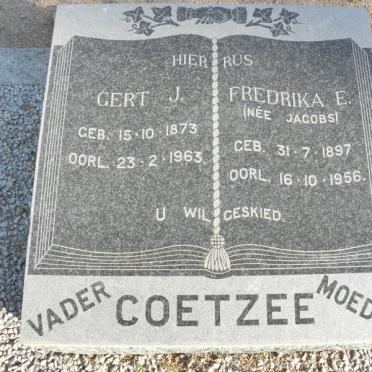 HIER RUS
GERT J.
GEB. 15·10·1873
OORL. 23·2·1963.
FREDRIKA E.
(NÉE JACOBS)
GEB. 31·7·1897
OORL. 16·10·1956.
U WIL GESKIED.
VADER COETZEE MOED